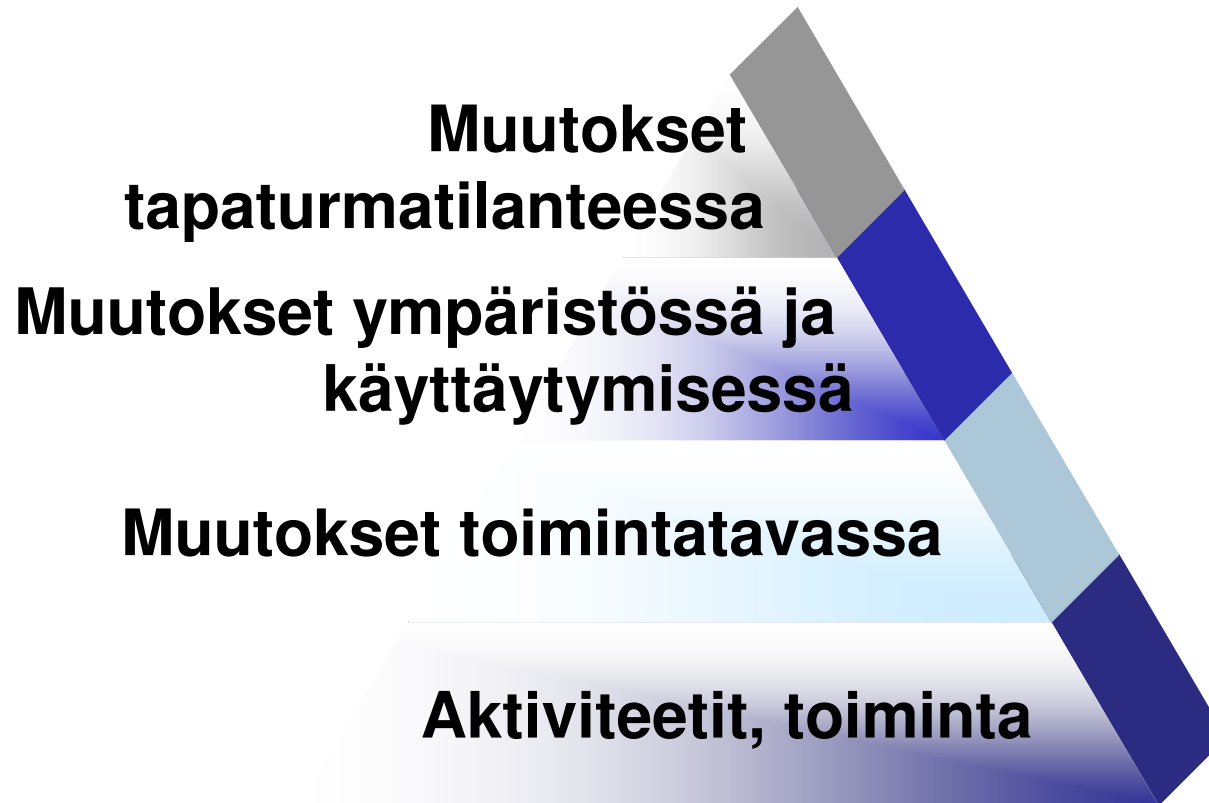 Muutokset
tapaturmatilanteessa
Muutokset ympäristössä ja
käyttäytymisessä
Muutokset toimintatavassa
Aktiviteetit, toiminta